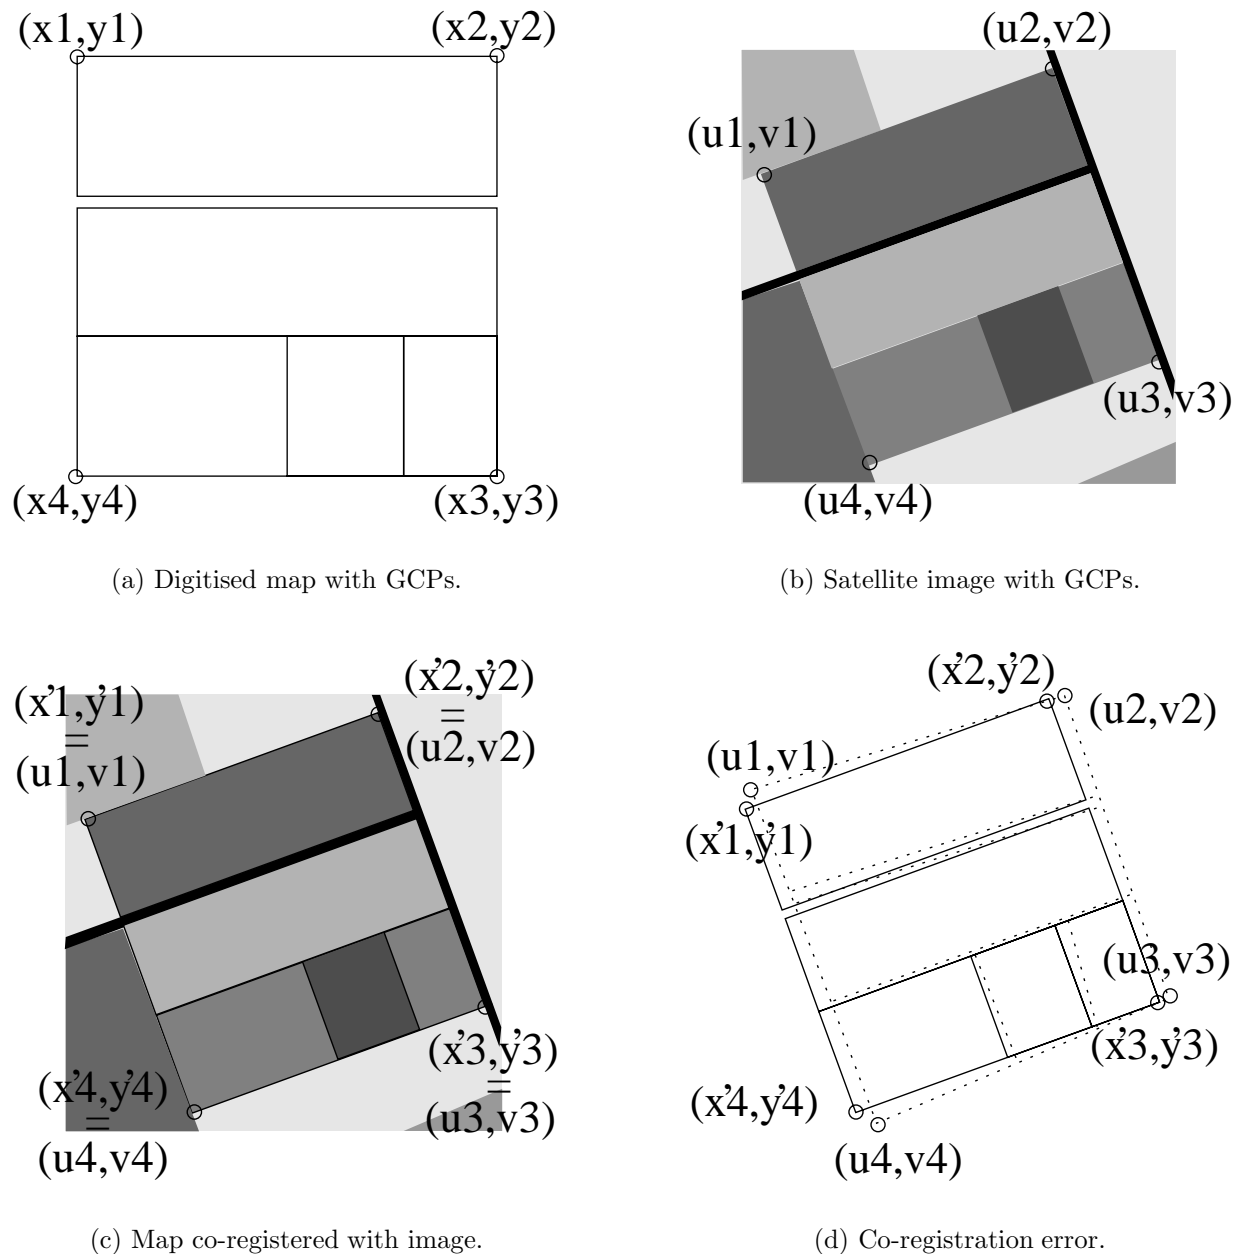 (x1,y1)
(x2,y2)
(x4,y4)
(x3,y3)
(a) Digitised map with GCPs.
(u2,v2)
(u1,v1)
(u3,v3)
(u4,v4)
(b) Satellite image with GCPs.
(x'1,y'1)
=
(u1,v1)
(x'2,y'2)
=
(u2,v2)
(x'3,y'3)
=
(u3,v3)
(x'4,y'4)
=
(u4,v4)
(c) Map co-registered with image.
(x'2,y'2)
(u2,v2)
(u1,v1)
(x'1,y'1)
(u3,v3)
(x'3,y'3)
(x'4,y'4)
(u4,v4)
(d) Co-registration error.